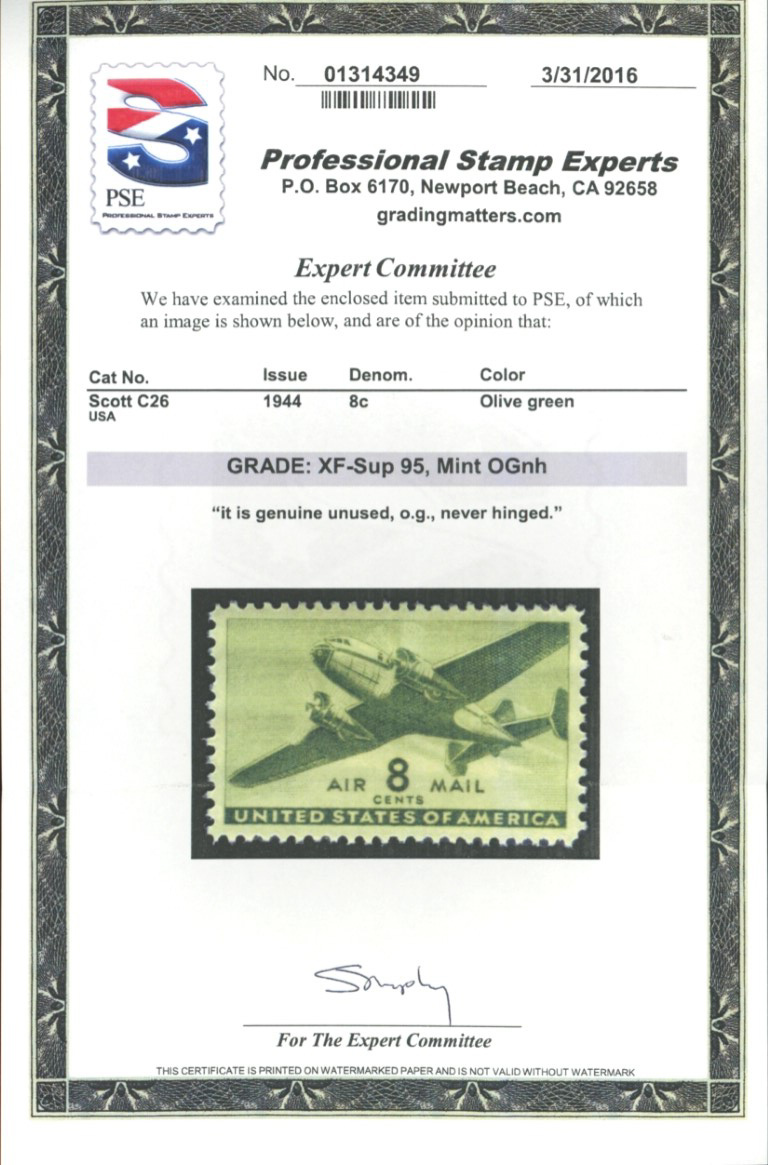 No. 01314349 3/31/2016
PSE
PROFESSIONAL STAMP EXPERTS
Professional Stamp Experts
P.O. Box 6170, Newport Beach, CA 92658
gradingmatters.com
Expert Committee
We have examined the enclosed item submitted to PSE, of which
an image is shown below, and are of the opinion that:
Cat No. Issue Denom. Color
Scott C26 1944 8c Olive green
USA
GRADE: XF-Sup 95, Mint OGnh
“it is genuine unused, o.g., never hinged.”
AIR 8 MAIL
CENTS
UNITED STATES OF AMERICA
For The Expert Committee
THIS CERTIFICATE IS PRINTED ON WATERMARKED PAPER AND IS NOT VALID WITHOUT WATERMARK